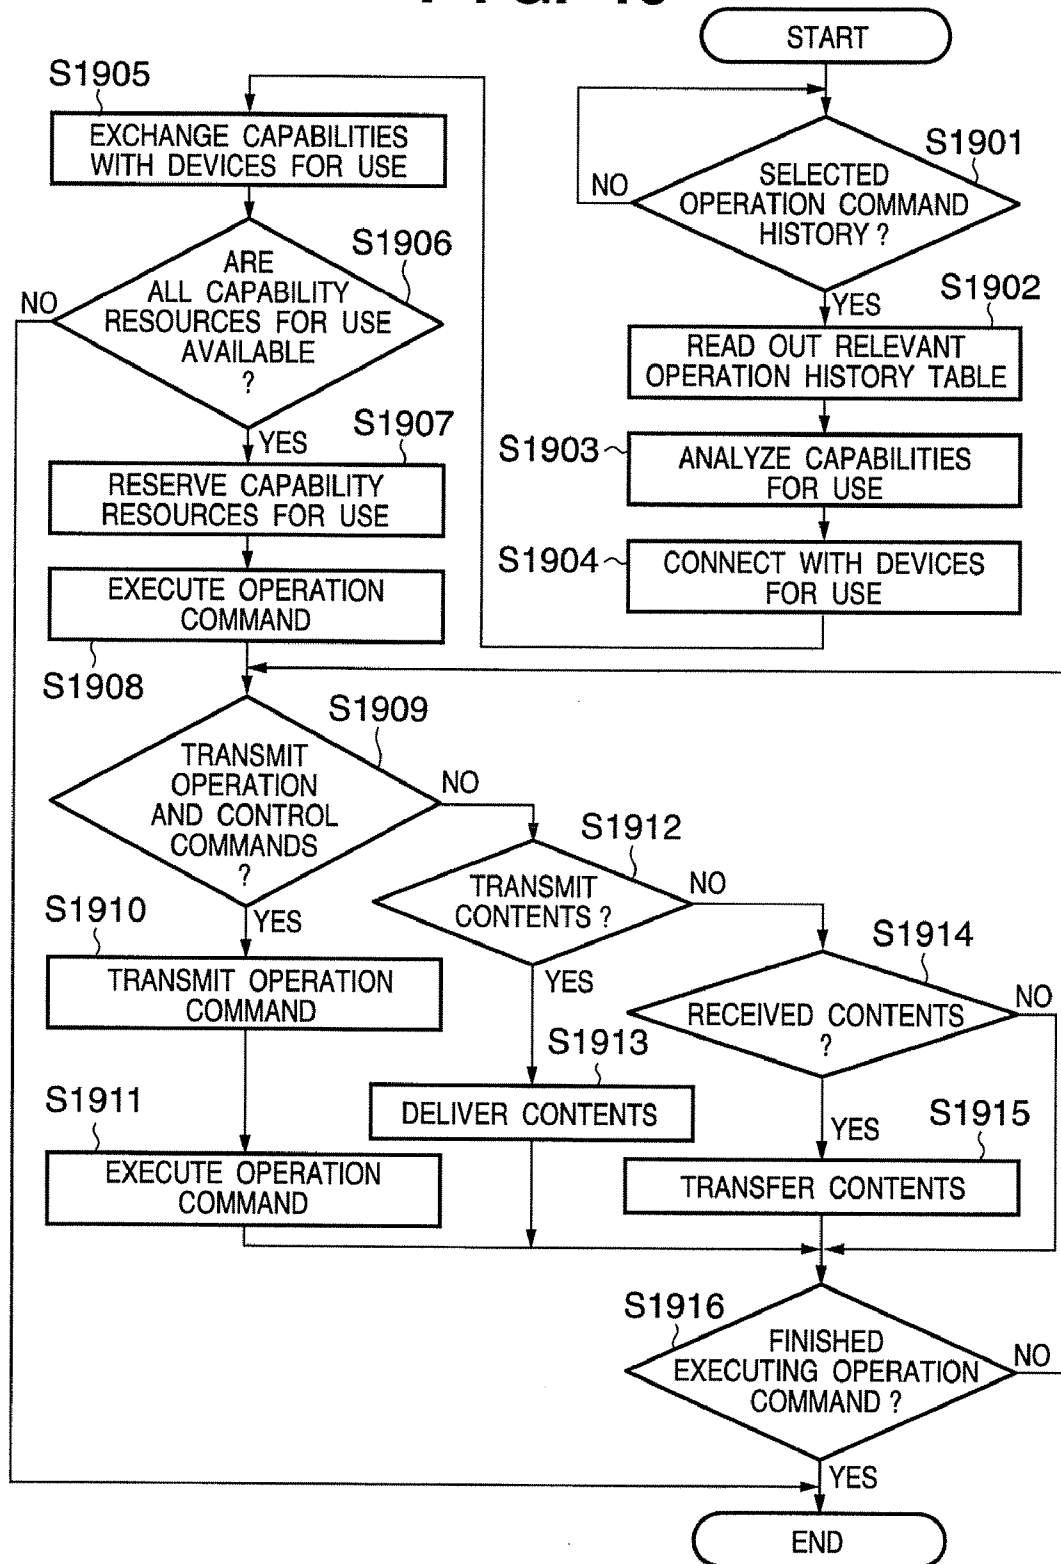 START
S1901
SELECTED
OPERATION COMMAND
HISTORY ?
NO
YES
S1902
READ OUT RELEVANT
OPERATION HISTORY TABLE
S1903
ANALYZE CAPABILITIES
FOR USE
S1904
CONNECT WITH DEVICES
FOR USE
S1905
EXCHANGE CAPABILITIES
WITH DEVICES FOR USE
S1906
ARE
ALL CAPABILITY
RESOURCES FOR USE
AVAILABLE
?
NO
YES
S1907
RESERVE CAPABILITY
RESOURCES FOR USE
EXECUTE OPERATION
COMMAND
S1908
S1909
TRANSMIT
OPERATION
AND CONTROL
COMMANDS
?
NO
YES
S1910
TRANSMIT OPERATION
COMMAND
S1911
EXECUTE OPERATION
COMMAND
S1912
TRANSMIT
CONTENTS ?
NO
YES
S1913
DELIVER CONTENTS
S1914
RECEIVED CONTENTS
?
NO
YES
S1915
TRANSFER CONTENTS
S1916
FINISHED
EXECUTING OPERATION
COMMAND ?
NO
YES
END